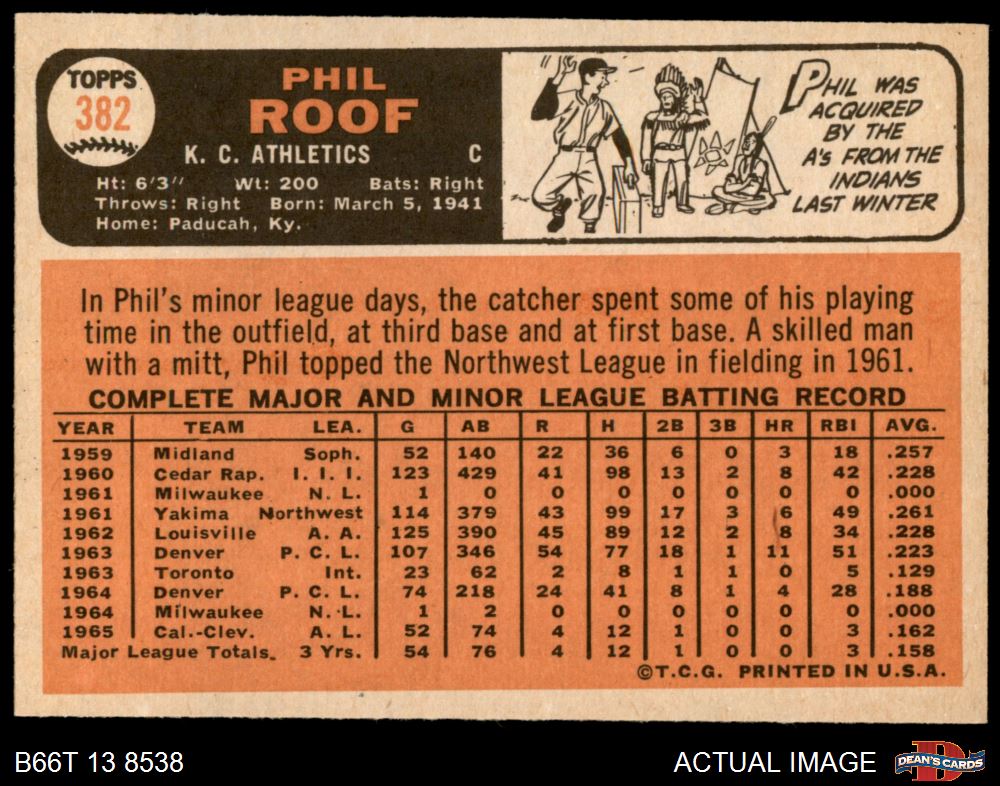 TOPPS
382
PHIL
ROOF
K. C. ATHLETICS C
Ht: 6'3" Wt: 200 Bats: Right
Throws: Right Born: March 5, 1941
Home: Paducah, Ky.
PHIL WAS
ACQUIRED
BY THE
A's FROM THE
INDIANS
LAST WINTER
In Phil's minor league days, the catcher spent some of his playing
time in the outfield, at third base and at first base. A skilled man
with a mitt, Phil topped the Northwest League in fielding in 1961.
COMPLETE MAJOR AND MINOR LEAGUE BATTING RECORD
YEAR TEAM LEA. G AB R H 2B 3B HR RBI AVG.
1959 Midland Soph. 52 140 22 36 6 0 3 18 .257
1960 Cedar Rap. I. I. I. 123 429 41 98 13 2 8 42 .228
1961 Milwaukee N. L. 1 0 0 0 0 0 0 0 .000
1961 Yakima Northwest 114 379 43 99 17 3 6 49 .261
1962 Louisville A. A. 125 390 45 89 12 2 8 34 .228
1963 Denver P. C. L. 107 346 54 77 18 1 11 51 .223
1963 Toronto Int. 23 62 2 8 1 1 0 5 .129
1964 Denver P. C. L. 74 218 24 41 8 1 4 28 .188
1964 Milwaukee N. L. 1 2 0 0 0 0 0 0 .000
1965 Cal.-Clev. A. L. 52 74 4 12 1 0 0 3 .162
Major League Totals. 3 Yrs. 54 76 4 12 1 0 0 3 .158
©T.C.G. PRINTED IN U.S.A.
B66T 13 8538 ACTUAL IMAGE
D
DEAN'S CARDS